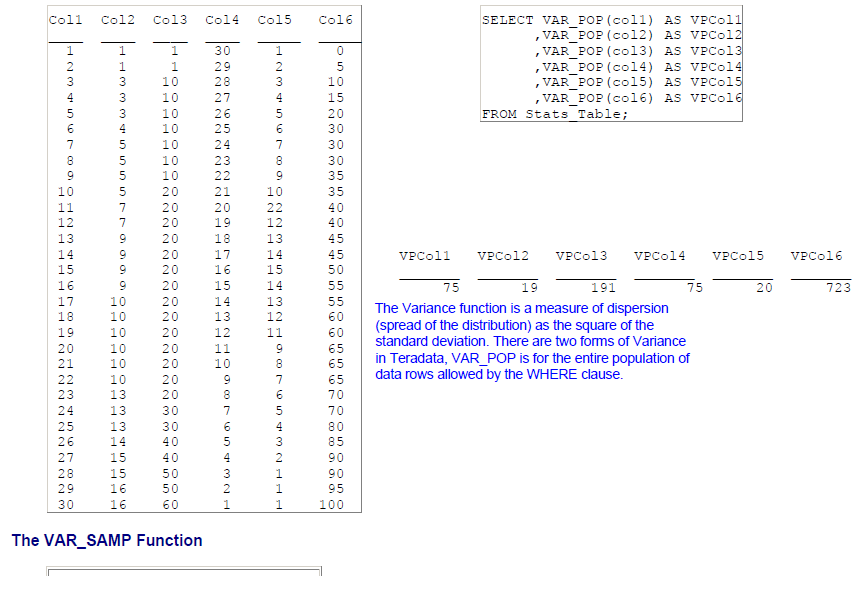 Col1 Col2 Col3 Col4 Col5 Col6
1 1 1 30 1 0
2 1 1 29 2 5
3 3 10 28 3 10
4 3 10 27 4 15
5 3 10 26 5 20
6 4 10 25 6 30
7 5 10 24 7 30
8 5 10 23 8 30
9 5 10 22 9 35
10 5 20 21 10 35
11 7 20 20 22 40
12 7 20 19 12 40
13 9 20 18 13 45
14 9 20 17 14 45
15 9 20 16 15 50
16 9 20 15 14 55
17 10 20 14 13 55
18 10 20 13 12 60
19 10 20 12 11 60
20 10 20 11 9 65
21 10 20 10 8 65
22 10 20 9 7 65
23 13 20 8 6 70
24 13 30 7 5 70
25 13 30 6 4 80
26 14 40 5 3 85
27 15 40 4 2 90
28 15 50 3 1 90
29 16 50 2 1 95
30 16 60 1 1 100
SELECT VAR_POP(col1) AS VPCol1
,VAR_POP(col2) AS VPCol2
,VAR_POP(col3) AS VPCol3
,VAR_POP(col4) AS VPCol4
,VAR_POP(col5) AS VPCol5
,VAR_POP(col6) AS VPCol6
FROM Stats_Table;
VPCol1 VPCol2 VPCol3 VPCol4 VPCol5 VPCol6
75 19 191 75 20 723
The Variance function is a measure of dispersion
(spread of the distribution) as the square of the
standard deviation. There are two forms of Variance
in Teradata, VAR_POP is for the entire population of
data rows allowed by the WHERE clause.
The VAR_SAMP Function